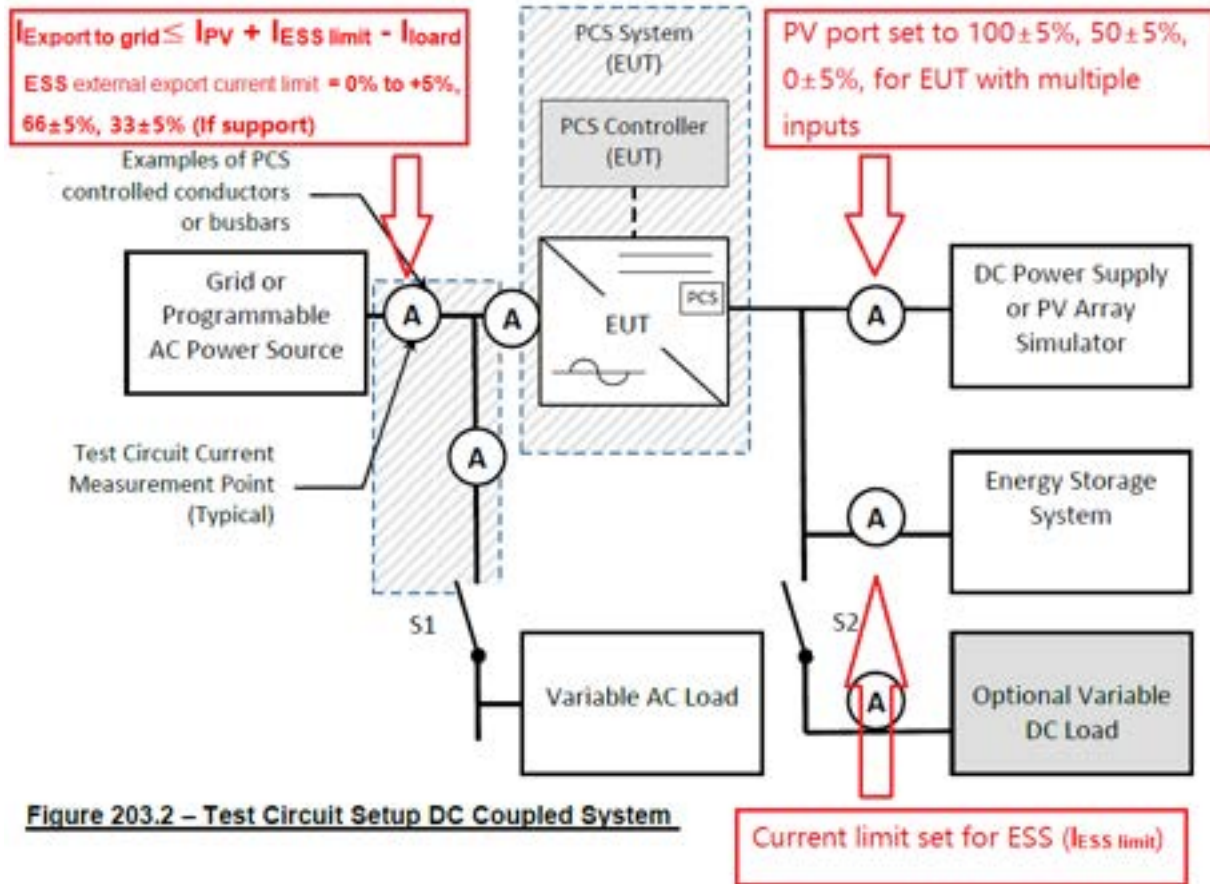 IExport to grid≤ IPV + IESS limit - Iloard
ESS external export current limit = 0% to +5%,
66±5%, 33±5% (If support)
PCS System
(EUT)
PCS Controller
(EUT)
PV port set to 100±5%, 50±5%,
0±5%, for EUT with multiple
inputs
Examples of PCS
controlled conductors
or busbars
Grid or
Programmable
AC Power Source
A
A
PCS
EUT
A
DC Power Supply
or PV Array
Simulator
Test Circuit Current
Measurement Point
(Typical)
A
A
Energy Storage
System
S1
S2
Variable AC Load
A
Optional Variable
DC Load
Figure 203.2 – Test Circuit Setup DC Coupled System
Current limit set for ESS (IESS limit)